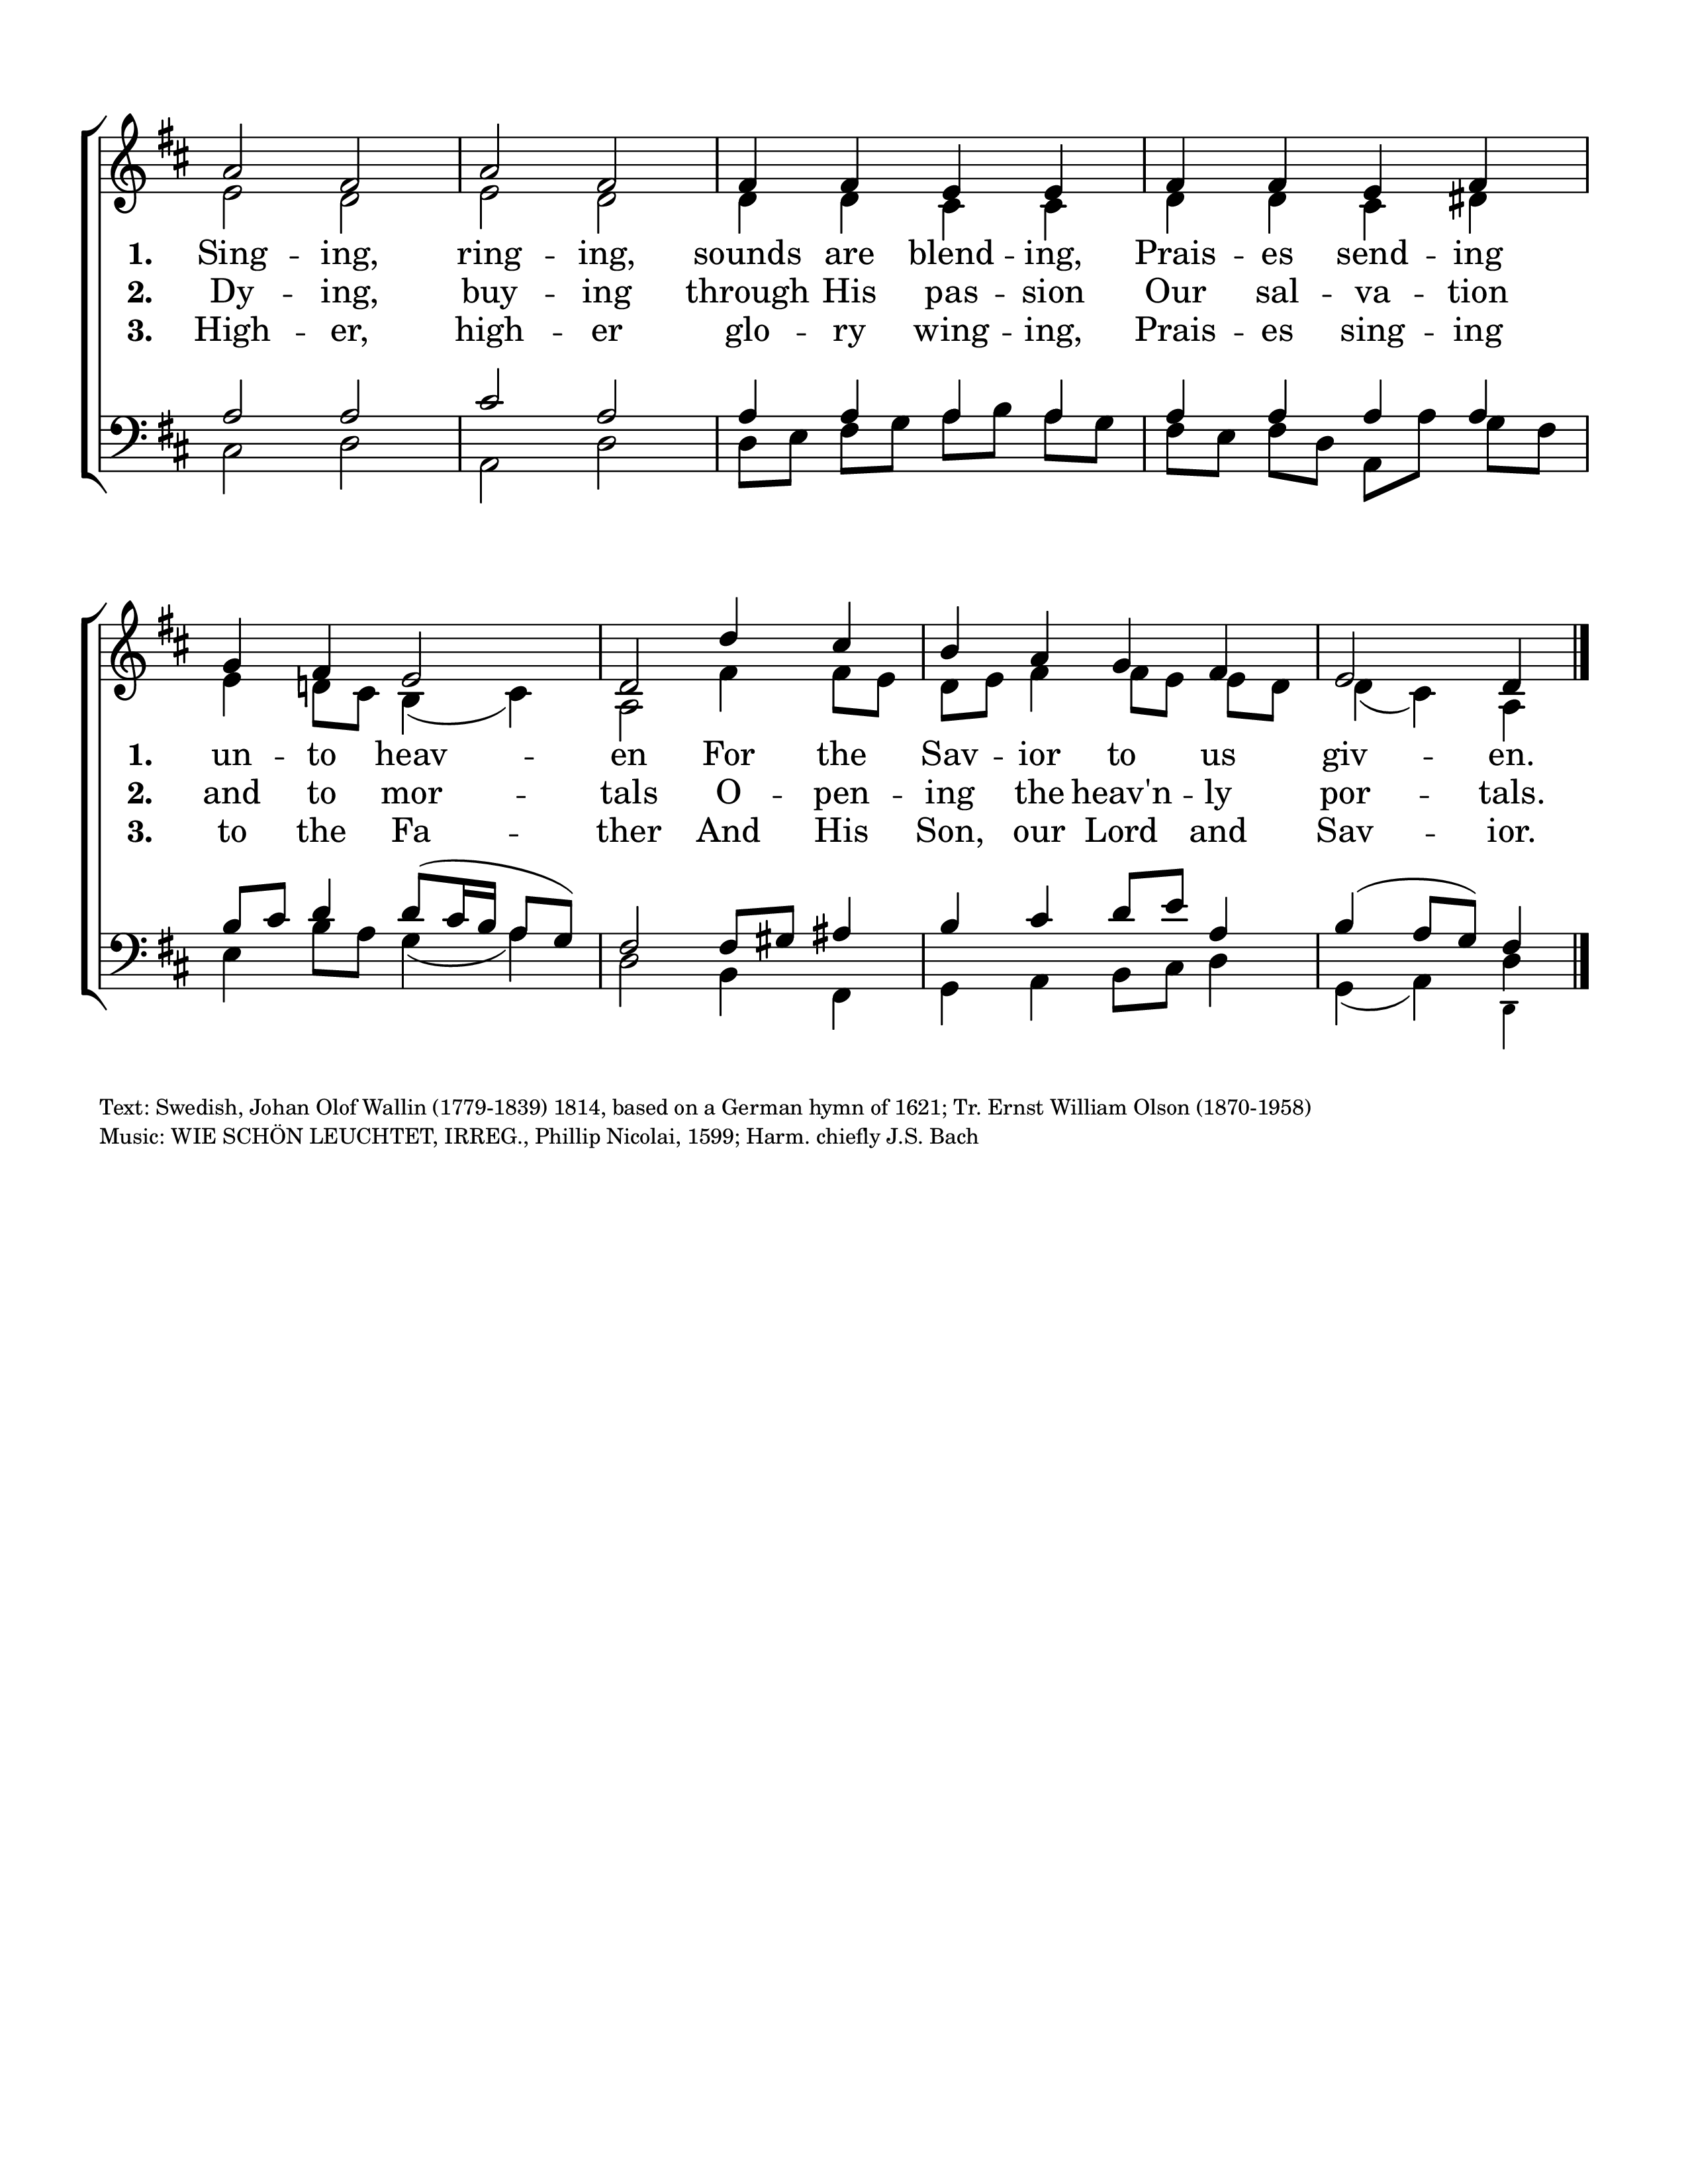 1. Sing - ing, ring - ing, sounds are blend - ing, Prais - es send - ing
2. Dy - ing, buy - ing through His pas - sion Our sal - va - tion
3. High - er, high - er glo - ry wing - ing, Prais - es sing - ing
1. un - to heav - en For the Sav - ior to us giv - en.
2. and to mor - tals O - pen - ing the heav'n - ly por - tals.
3. to the Fa - ther And His Son, our Lord and Sav - ior.
Text: Swedish, Johan Olof Wallin (1779-1839) 1814, based on a German hymn of 1621; Tr. Ernst William Olson (1870-1958)
Music: WIE SCHÖN LEUCHTET, IRREG., Phillip Nicolai, 1599; Harm. chiefly J.S. Bach